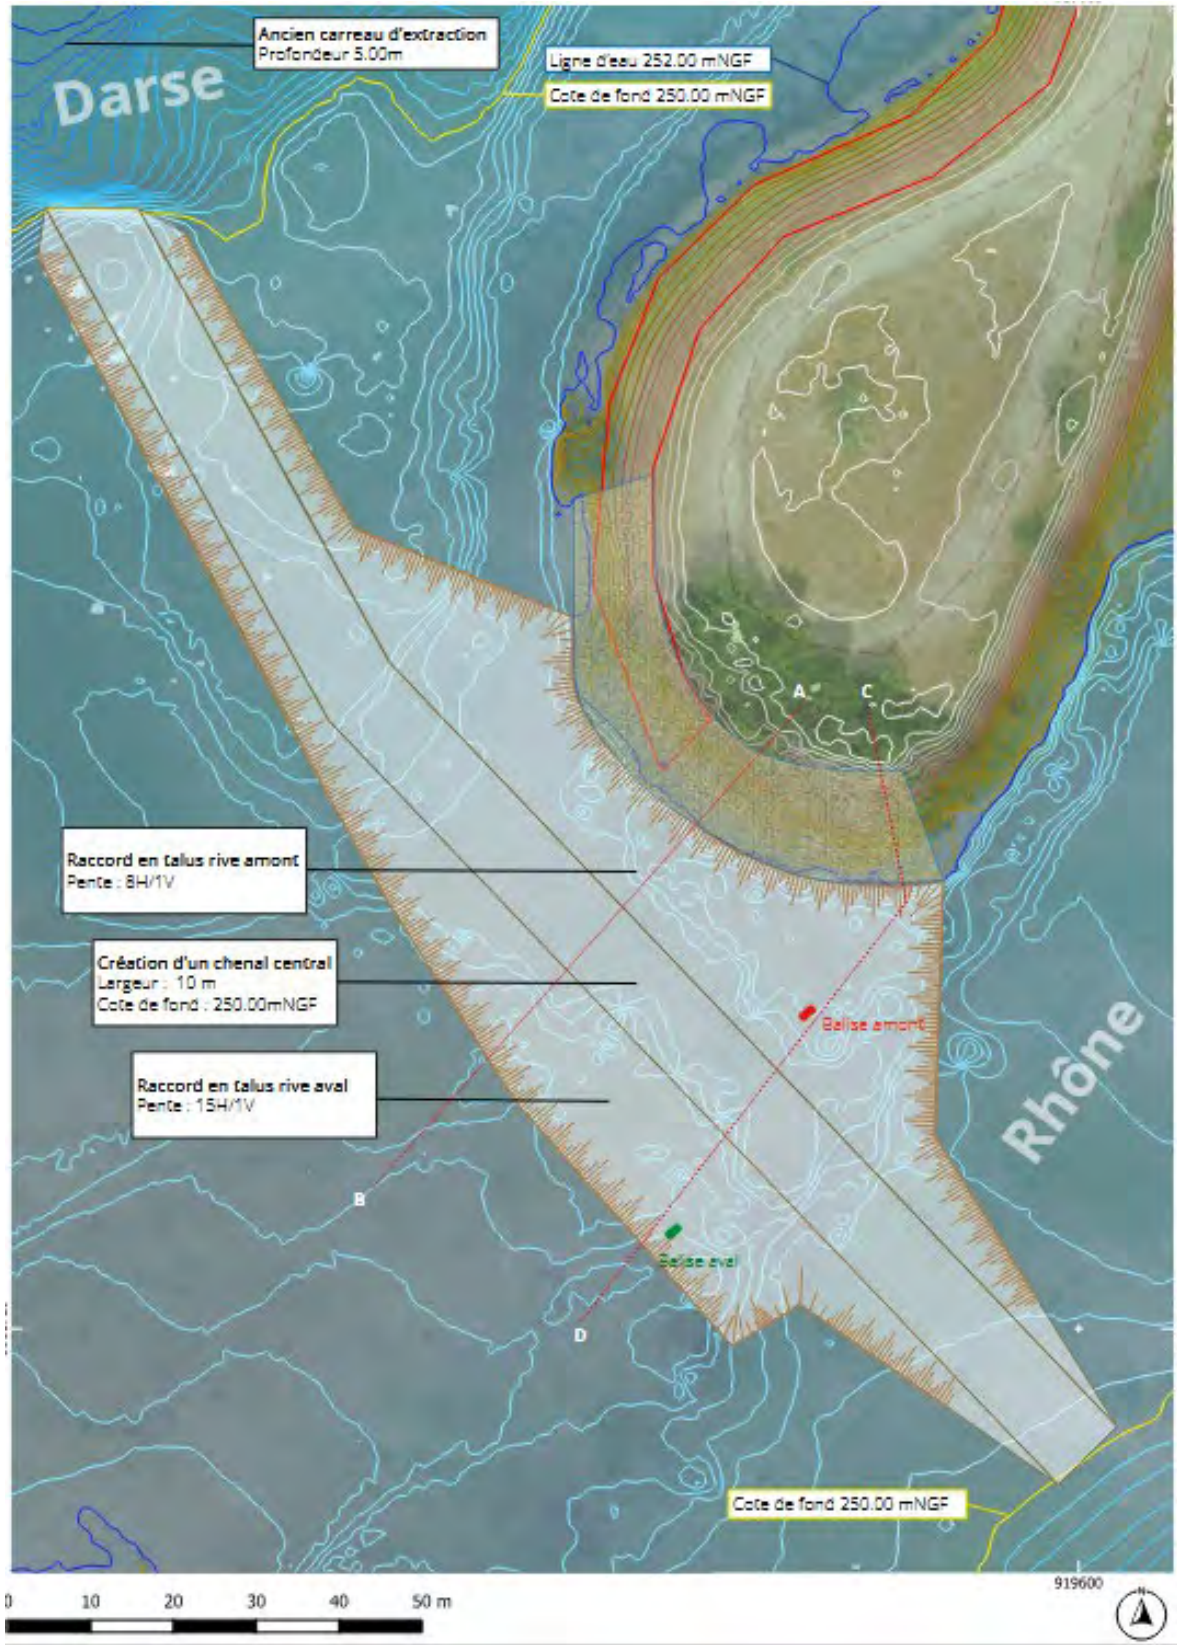 Ancien carreau d'extraction
Profondeur 5.00m
Darse
Ligne d'eau 252.00 mNGF
Cote de fond 250.00 mNGF
A
C
Raccord en talus rive amont
Pente : 8H/1V
Création d'un chenal central
Largeur : 10 m
Cote de fond : 250.00mNGF
Balise amont
Raccord en talus rive aval
Pente : 15H/1V
Rhône
B
Balise aval
D
Cote de fond 250.00 mNGF
919600
0 10 20 30 40 50 m
N